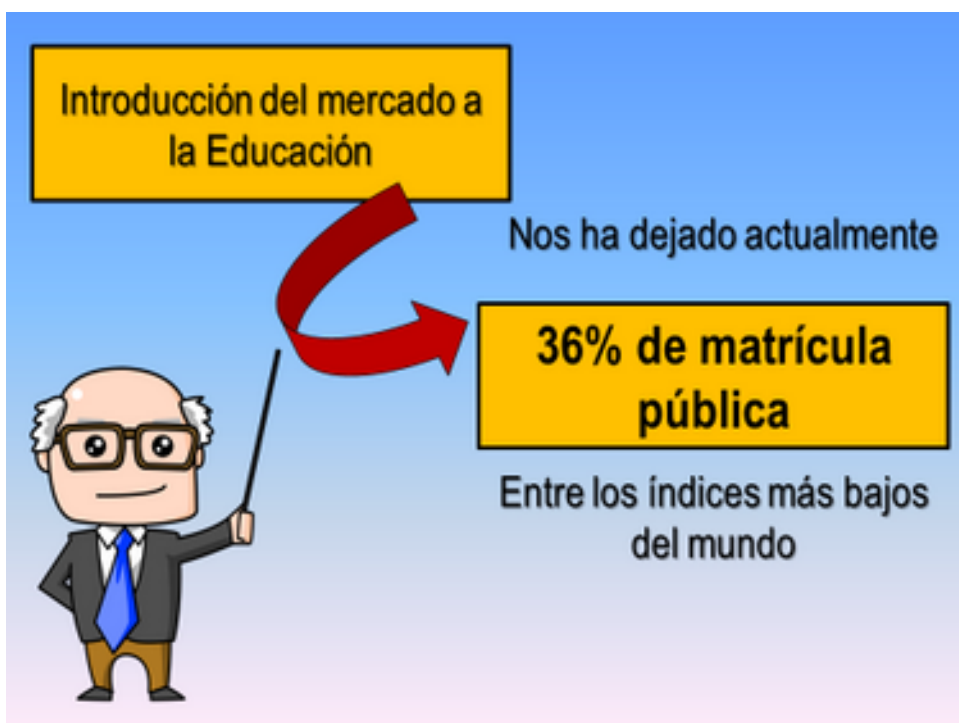 Introducción del mercado a
la Educación
Nos ha dejado actualmente
36% de matrícula
pública
Entre los índices más bajos
del mundo